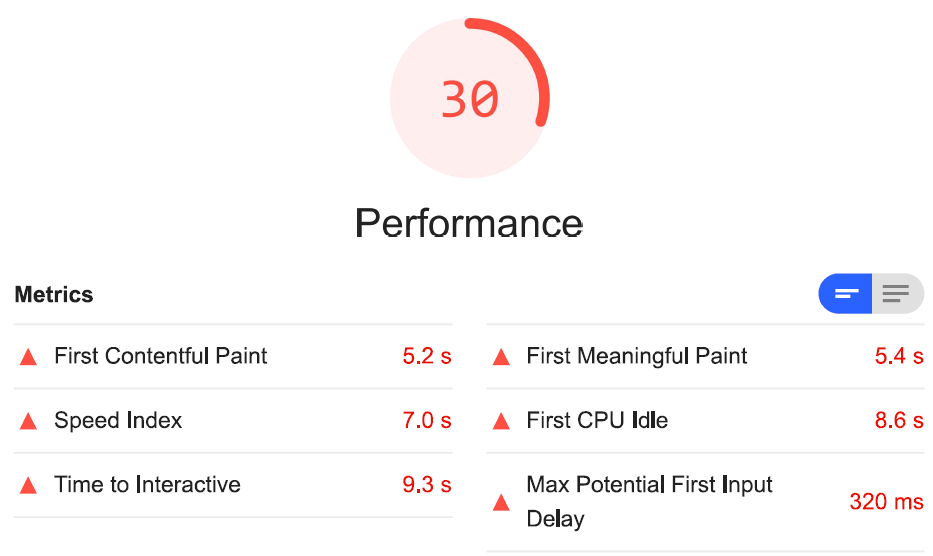 30
Performance
Metrics
First Contentful Paint 5.2 s
First Meaningful Paint 5.4 s
Speed Index 7.0 s
First CPU Idle 8.6 s
Time to Interactive 9.3 s
Max Potential First Input
Delay 320 ms